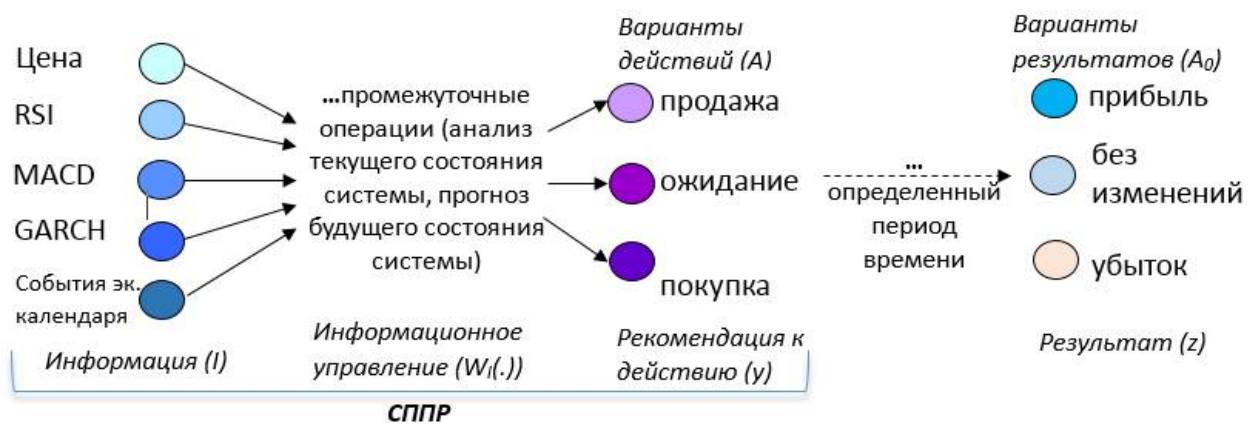 Цена
RSI
MACD
GARCH
События эк.
календаря
Информация (I)
...промежуточные
операции (анализ
текущего состояния
системы, прогноз
будущего состояния
системы)
Информационное
управление (Wᵢ(.))
Варианты
действий (A)
продажа
ожидание
покупка
Рекомендация к
действию (y)
...
определенный
период
времени
Варианты
результатов (A₀)
прибыль
без
изменений
убыток
Результат (z)
СППР